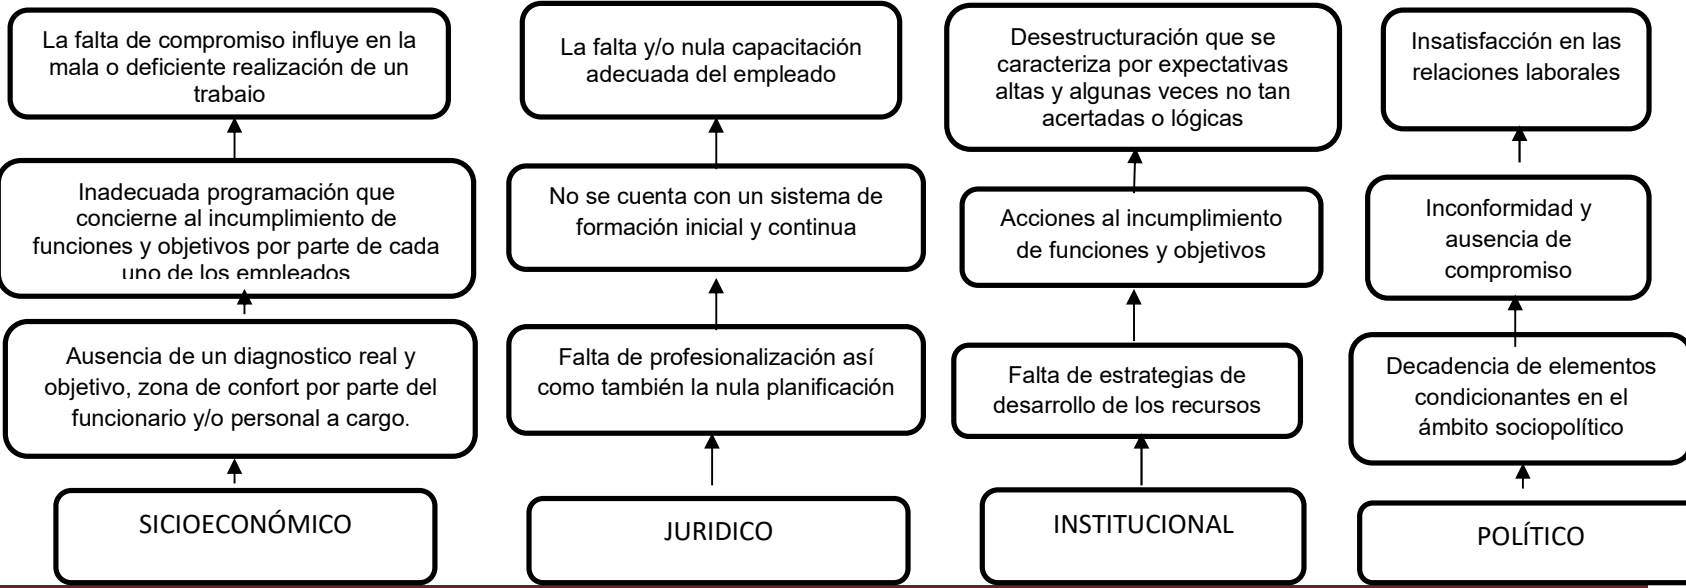 La falta de compromiso influye en la
mala o deficiente realización de un
trabaio
La falta y/o nula capacitación
adecuada del empleado
Desestructuración que se
caracteriza por expectativas
altas y algunas veces no tan
acertadas o lógicas
Insatisfacción en las
relaciones laborales
Inadecuada programación que
concierne al incumplimiento de
funciones y objetivos por parte de cada
uno de los empleados
No se cuenta con un sistema de
formación inicial y continua
Acciones al incumplimiento
de funciones y objetivos
Inconformidad y
ausencia de
compromiso
Ausencia de un diagnostico real y
objetivo, zona de confort por parte del
funcionario y/o personal a cargo.
Falta de profesionalización así
como también la nula planificación
Falta de estrategias de
desarrollo de los recursos
Decadencia de elementos
condicionantes en el
ámbito sociopolítico
SICIOECONÓMICO
JURIDICO
INSTITUCIONAL
POLÍTICO